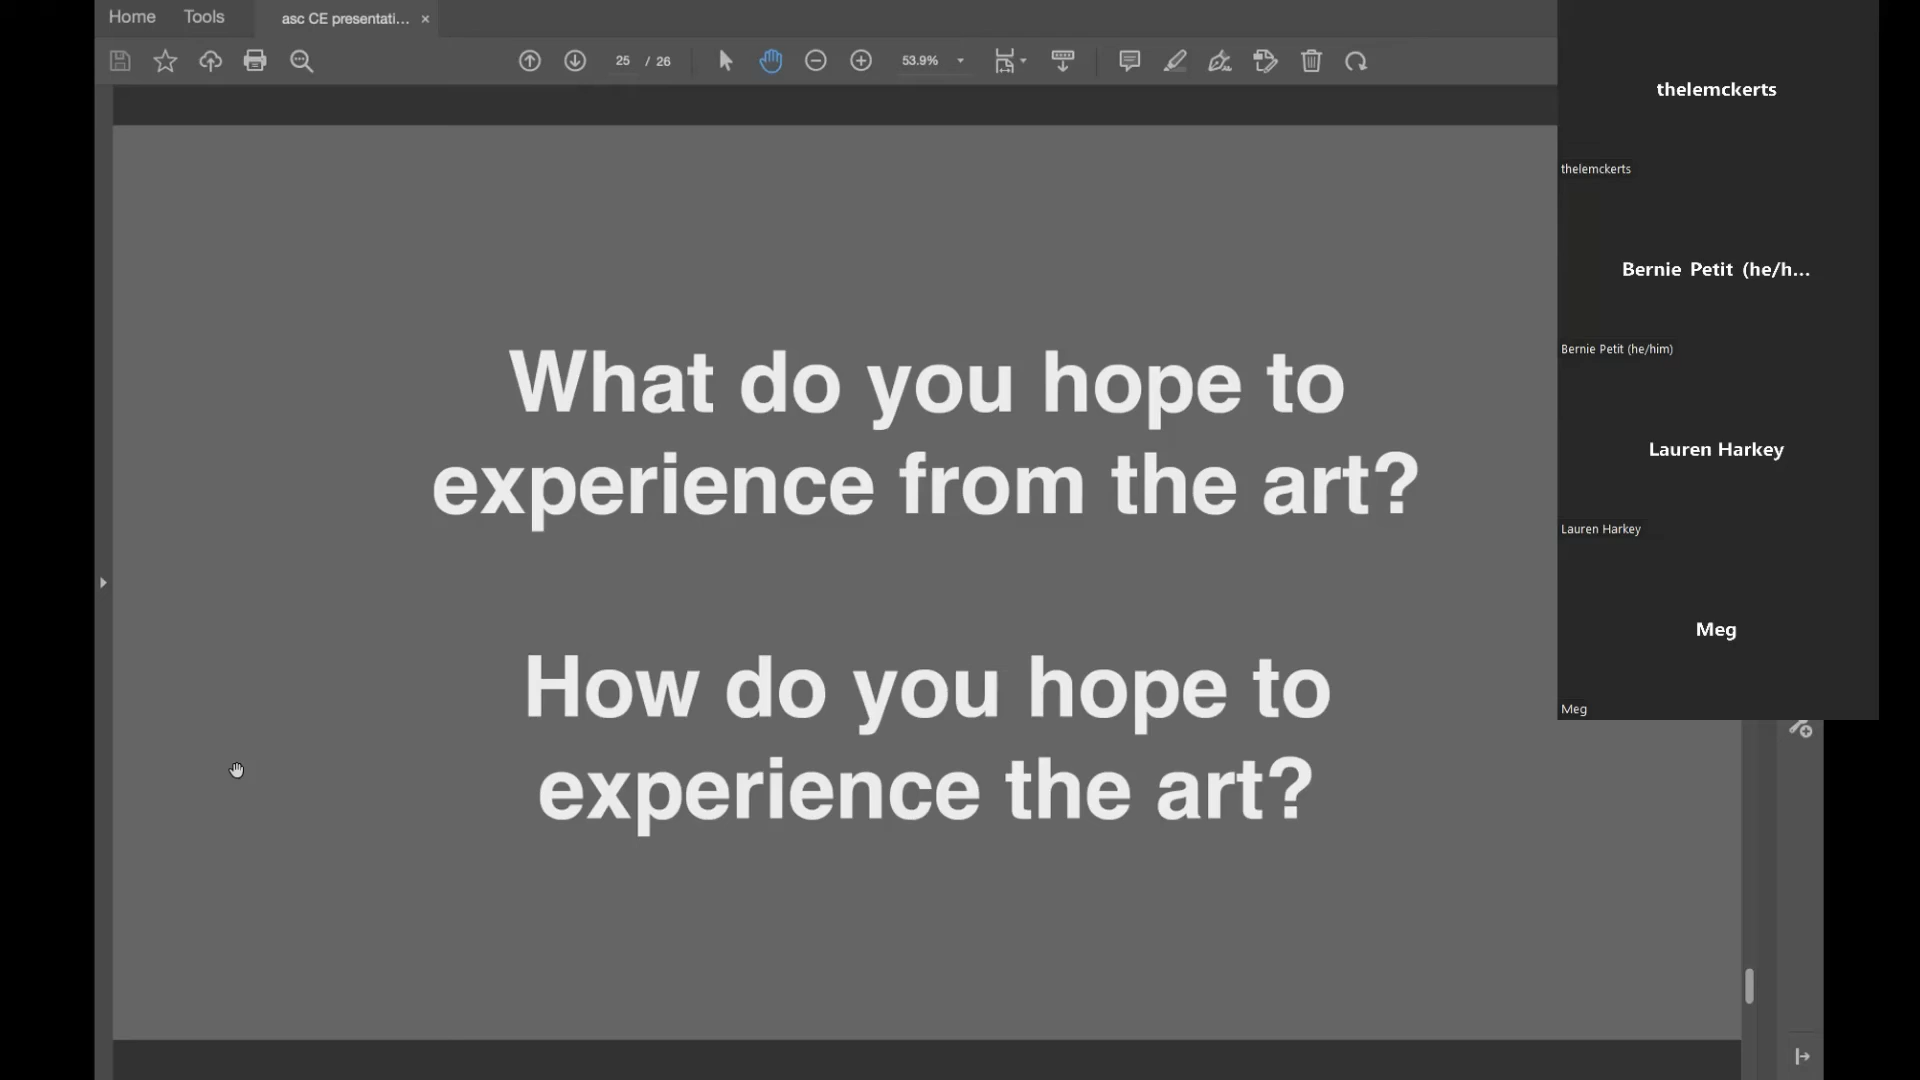 Home Tools asc CE presentati... ×
25 / 26 53.9%
What do you hope to
experience from the art?
How do you hope to
experience the art?
thelemckerts
thelemckerts
Bernie Petit (he/h...
Bernie Petit (he/him)
Lauren Harkey
Lauren Harkey
Meg
Meg